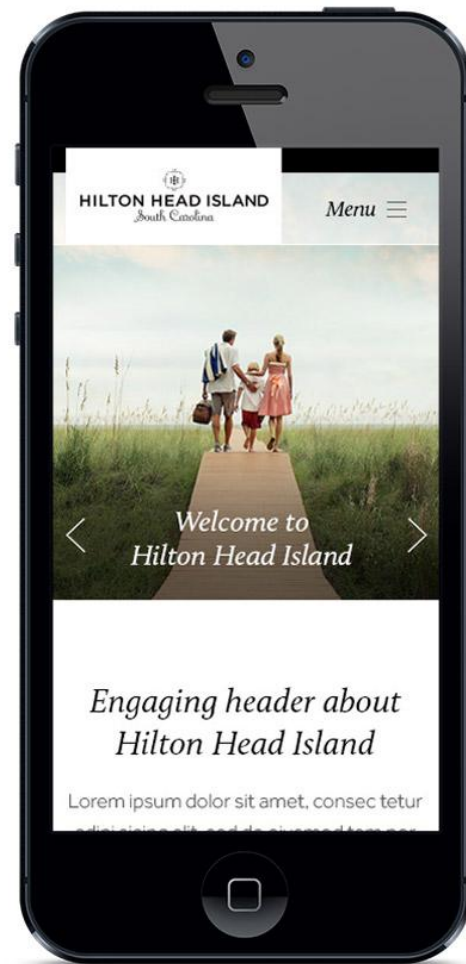 HILTON HEAD ISLAND
South Carolina
Menu
Welcome to
Hilton Head Island
Engaging header about
Hilton Head Island
Lorem ipsum dolor sit amet, consec tetur